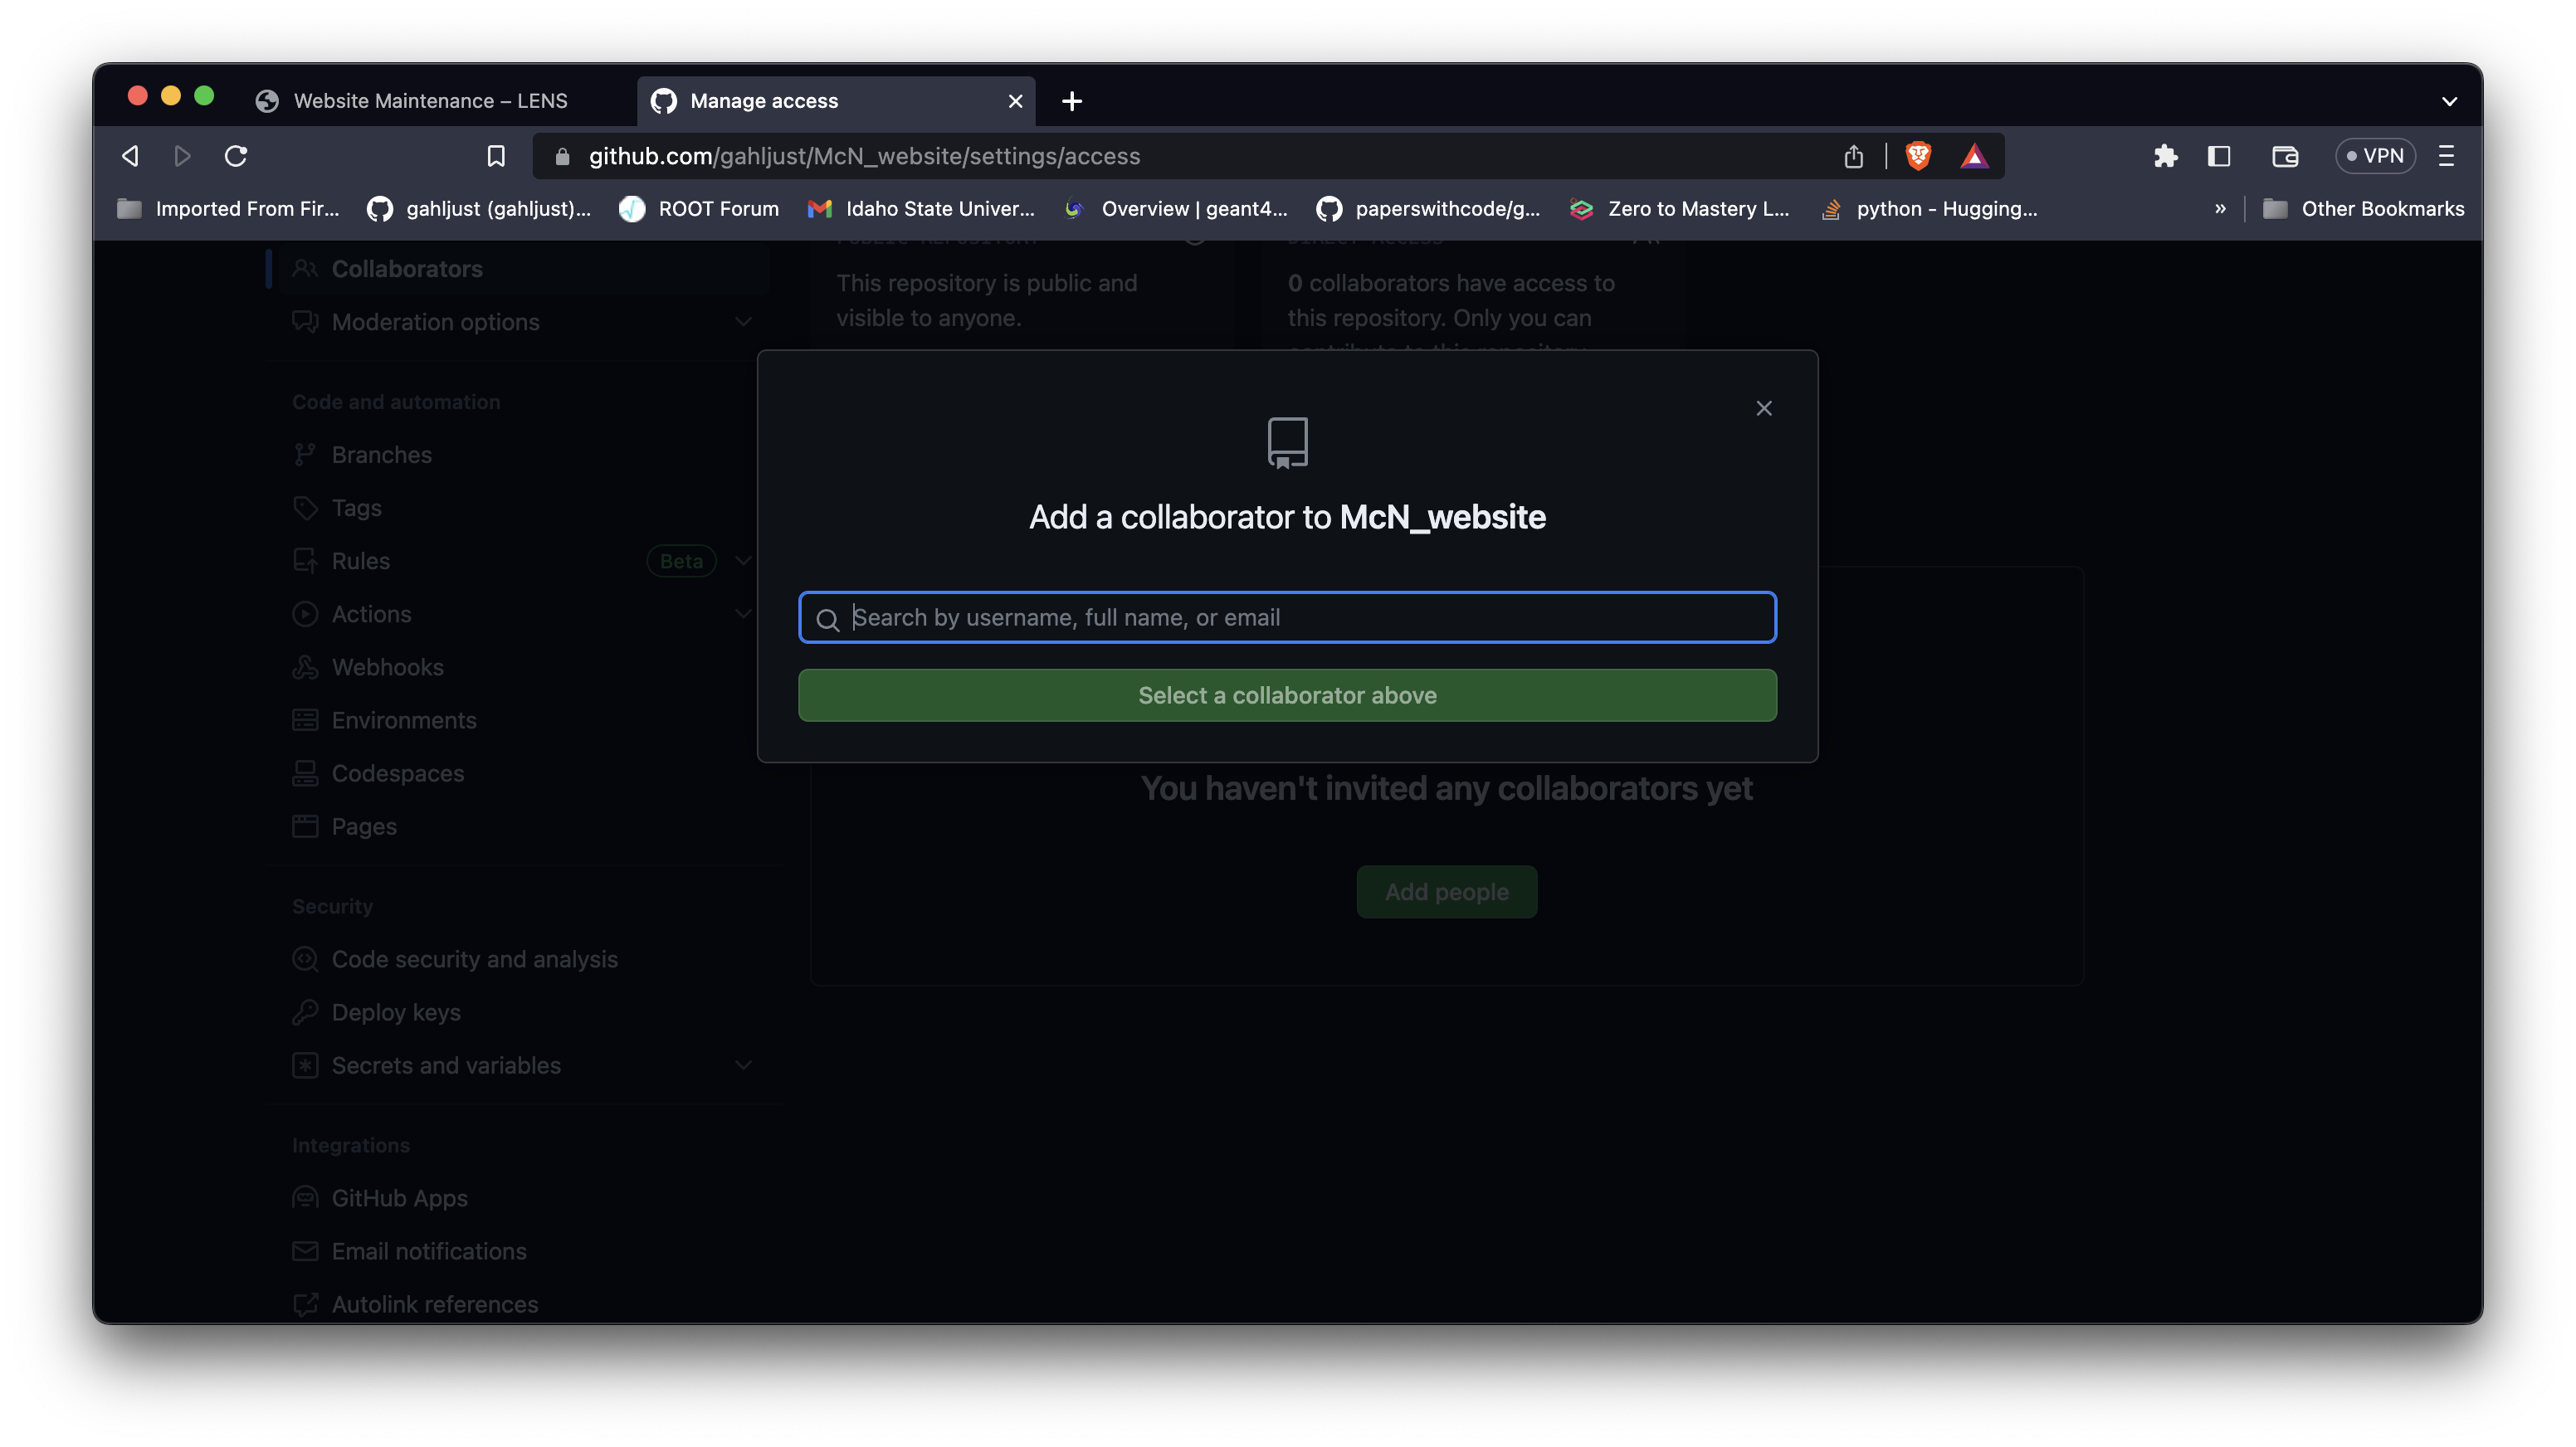 Website Maintenance – LENS
Manage access
github.com/gahljust/McN_website/settings/access
VPN
Imported From Fir...
gahljust (gahljust)...
ROOT Forum
Idaho State Univer...
Overview | geant4...
paperswithcode/g...
Zero to Mastery L...
python - Hugging...
»
Other Bookmarks
Collaborators
Moderation options
Code and automation
Branches
Tags
Rules
Beta
Actions
Webhooks
Environments
Codespaces
Pages
Security
Code security and analysis
Deploy keys
Secrets and variables
Integrations
GitHub Apps
Email notifications
Autolink references
This repository is public and
visible to anyone.
0 collaborators have access to
this repository. Only you can
contribute to this repository.
Add a collaborator to McN_website
Search by username, full name, or email
Select a collaborator above
You haven't invited any collaborators yet
Add people